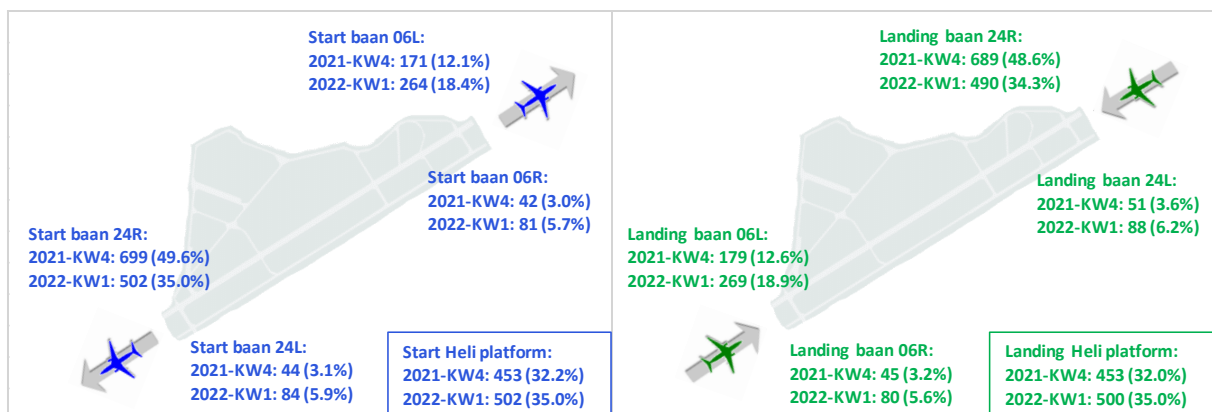 Start baan 06L:
2021-KW4: 171 (12.1%)
2022-KW1: 264 (18.4%)
Start baan 06R:
2021-KW4: 42 (3.0%)
2022-KW1: 81 (5.7%)
Start baan 24R:
2021-KW4: 699 (49.6%)
2022-KW1: 502 (35.0%)
Start baan 24L:
2021-KW4: 44 (3.1%)
2022-KW1: 84 (5.9%)
Start Heli platform:
2021-KW4: 453 (32.2%)
2022-KW1: 502 (35.0%)
Landing baan 24R:
2021-KW4: 689 (48.6%)
2022-KW1: 490 (34.3%)
Landing baan 24L:
2021-KW4: 51 (3.6%)
2022-KW1: 88 (6.2%)
Landing baan 06L:
2021-KW4: 179 (12.6%)
2022-KW1: 269 (18.9%)
Landing baan 06R:
2021-KW4: 45 (3.2%)
2022-KW1: 80 (5.6%)
Landing Heli platform:
2021-KW4: 453 (32.0%)
2022-KW1: 500 (35.0%)